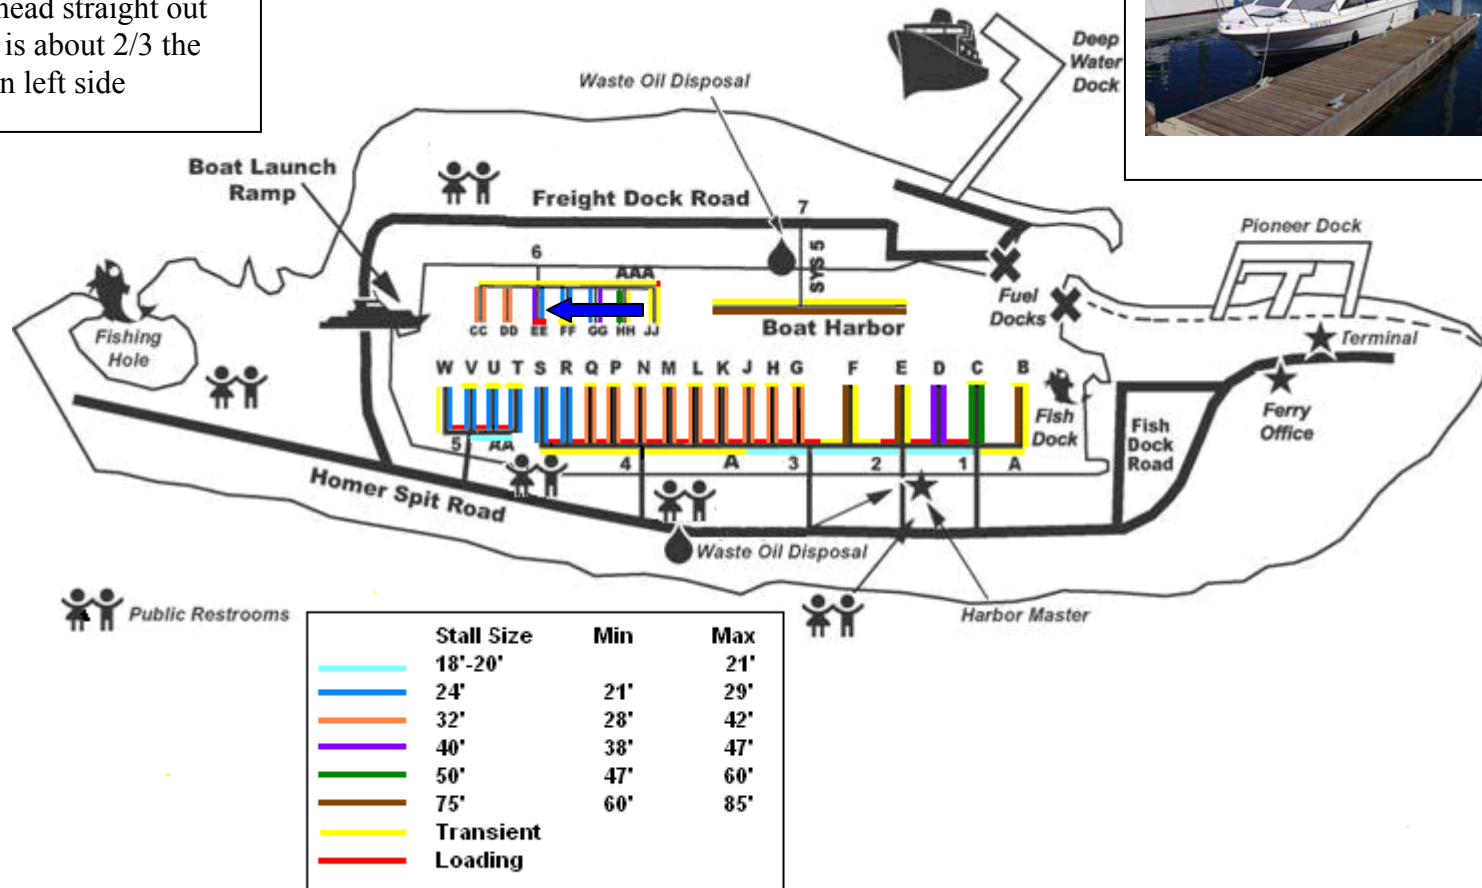 head straight out
is about 2/3 the
n left side
Deep
Water
Dock
Waste Oil Disposal
Boat Launch
Ramp
Freight Dock Road
7
Pioneer Dock
6
AAA
SYS 5
Fuel
Docks
Boat Harbor
CC DD EE FF GG HH JJ
Fishing
Hole
Terminal
W V U T S R Q P N M L K J H G F E D C B
Fish
Dock
Ferry
Office
Fish
Dock
Road
5 AA
4 A 3 2 1 A
Homer Spit Road
Waste Oil Disposal
Public Restrooms
Harbor Master
Stall Size Min Max
18'-20' 21'
24' 21' 29'
32' 28' 42'
40' 38' 47'
50' 47' 60'
75' 60' 85'
Transient
Loading